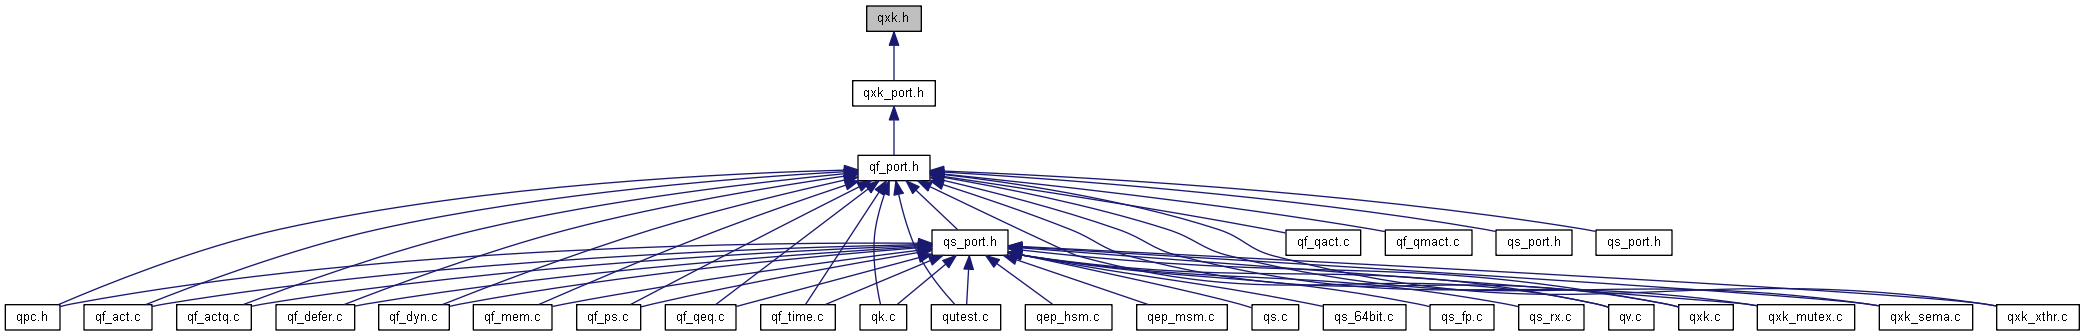 qxk.h
qxk_port.h
qf_port.h
qs_port.h
qf_qact.c
qf_qmact.c
qs_port.h
qs_port.h
qpc.h
qf_act.c
qf_actq.c
qf_defer.c
qf_dyn.c
qf_mem.c
qf_ps.c
qf_qeq.c
qf_time.c
qk.c
qutest.c
qep_hsm.c
qep_msm.c
qs.c
qs_64bit.c
qs_fp.c
qs_rx.c
qv.c
qxk.c
qxk_mutex.c
qxk_sema.c
qxk_xthr.c